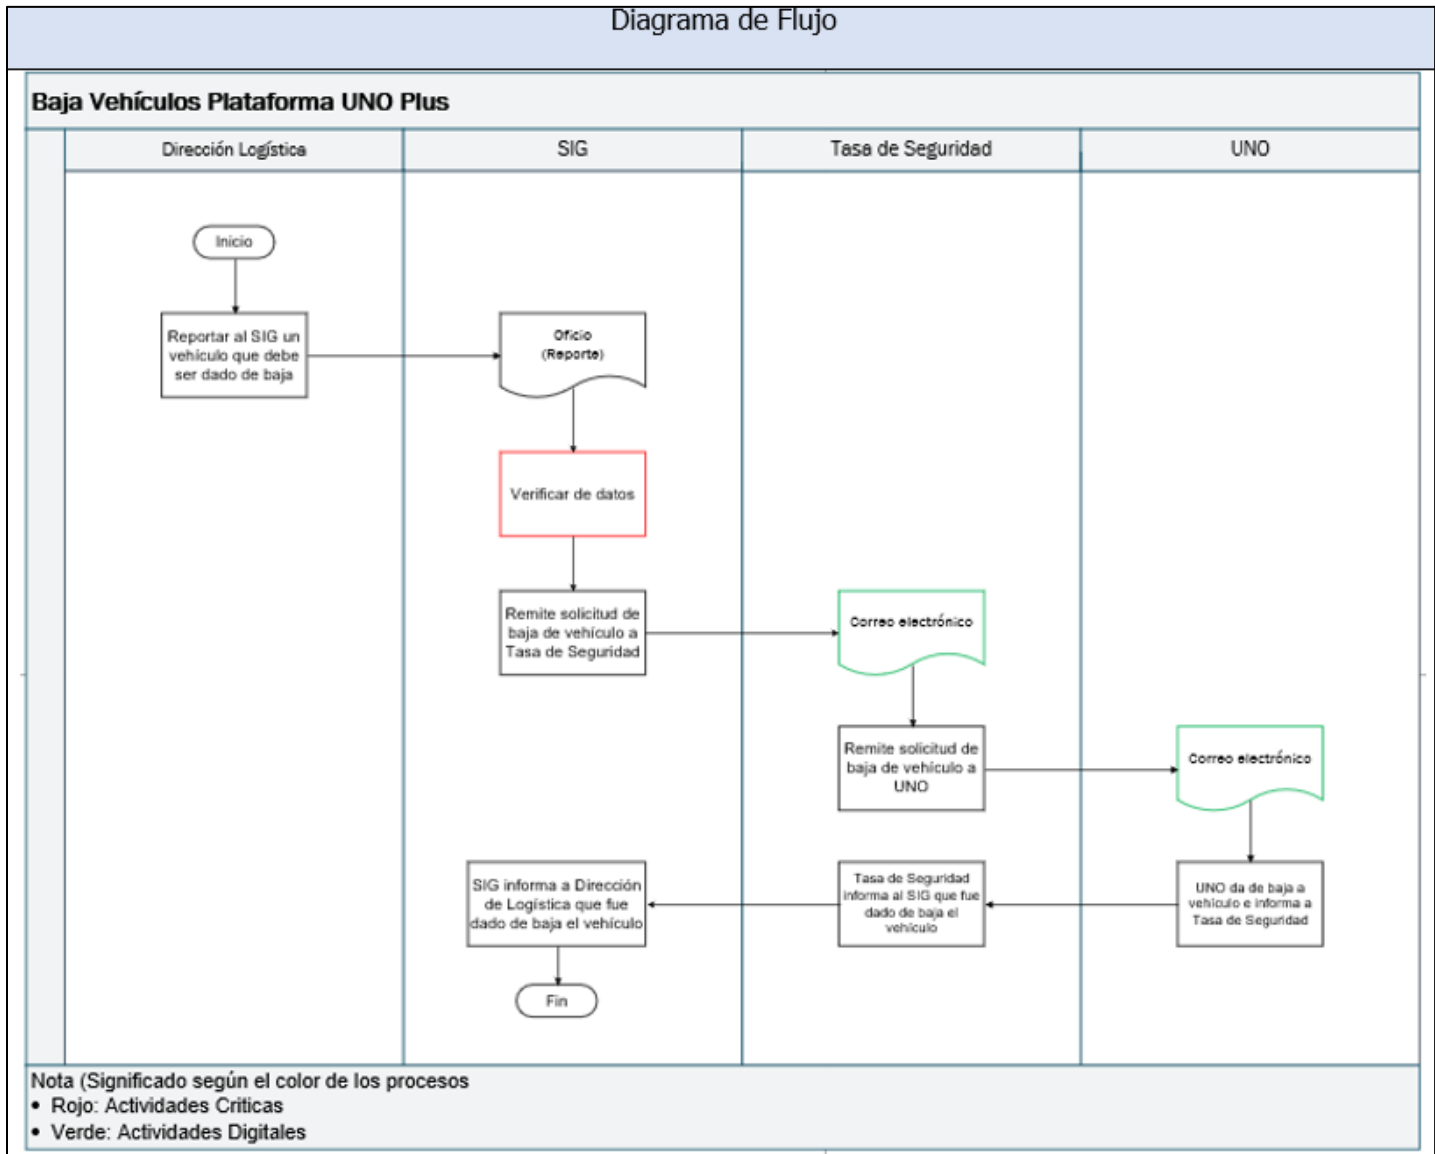 Diagrama de Flujo
Baja Vehículos Plataforma UNO Plus
Dirección Logística
SIG
Tasa de Seguridad
UNO
Inicio
Reportar al SIG un
vehículo que debe
ser dado de baja
Oficio
(Reporte)
Verificar de datos
Remite solicitud de
baja de vehículo a
Tasa de Seguridad
Correo electrónico
Remite solicitud de
baja de vehículo a
UNO
Correo electrónico
UNO da de baja a
vehículo e informa a
Tasa de Seguridad
Tasa de Seguridad
informa al SIG que fue
dado de baja el
vehículo
SIG informa a Dirección
de Logística que fue
dado de baja el vehículo
Fin
Nota (Significado según el color de los procesos
• Rojo: Actividades Criticas
• Verde: Actividades Digitales